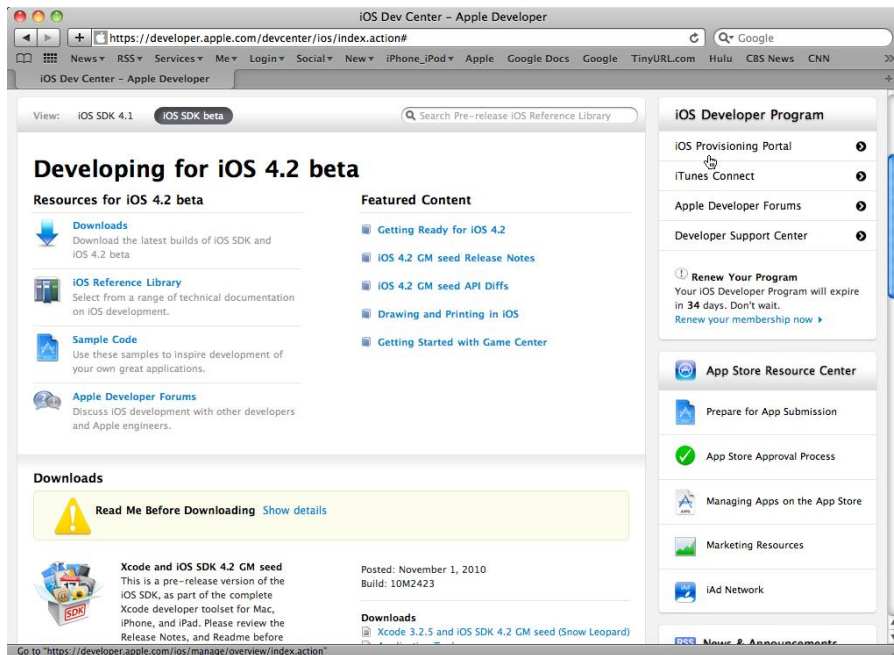 iOS Dev Center – Apple Developer
https://developer.apple.com/devcenter/ios/index.action#
Google
News RSS Services Me Login Social New iPhone_iPod Apple Google Docs Google TinyURL.com Hulu CBS News CNN
iOS Dev Center – Apple Developer
View: iOS SDK 4.1 iOS SDK beta
Search Pre-release iOS Reference Library
Developing for iOS 4.2 beta
Resources for iOS 4.2 beta
Downloads
Download the latest builds of iOS SDK and
iOS 4.2 beta
iOS Reference Library
Select from a range of technical documentation
on iOS development.
Sample Code
Use these samples to inspire development of
your own great applications.
Apple Developer Forums
Discuss iOS development with other developers
and Apple engineers.
Featured Content
Getting Ready for iOS 4.2
iOS 4.2 GM seed Release Notes
iOS 4.2 GM seed API Diffs
Drawing and Printing in iOS
Getting Started with Game Center
Downloads
Read Me Before Downloading Show details
SDK
Xcode and iOS SDK 4.2 GM seed
This is a pre-release version of the
iOS SDK, as part of the complete
Xcode developer toolset for Mac,
iPhone, and iPad. Please review the
Release Notes, and Readme before
Posted: November 1, 2010
Build: 10M2423
Downloads
Xcode 3.2.5 and iOS SDK 4.2 GM seed (Snow Leopard)
iOS Developer Program
iOS Provisioning Portal
iTunes Connect
Apple Developer Forums
Developer Support Center
Renew Your Program
Your iOS Developer Program will expire
in 34 days. Don't wait.
Renew your membership now
App Store Resource Center
Prepare for App Submission
App Store Approval Process
APPS
Managing Apps on the App Store
Marketing Resources
iAd
iAd Network
RSS News & Announcements
Go to "https://developer.apple.com/ios/manage/overview/index.action"